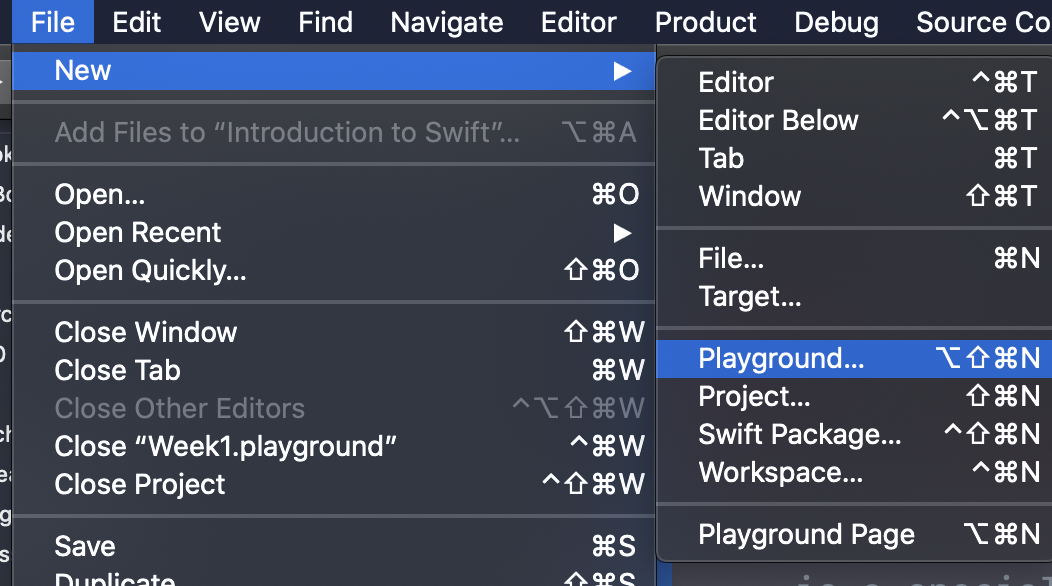 File Edit View Find Navigate Editor Product Debug Source Co
New ▶
Add Files to “Introduction to Swift”... ⌥⌘A
Open... ⌘O
Open Recent ▶
Open Quickly... ⇧⌘O
Close Window ⇧⌘W
Close Tab ⌘W
Close Other Editors ^⌥⇧⌘W
Close “Week1.playground” ^⌘W
Close Project ^⇧⌘W
Save ⌘S
Duplicate ⇧⌘S
Editor ^⌘T
Editor Below ^⌥⌘T
Tab ⌘T
Window ⇧⌘T
File... ⌘N
Target...
Playground... ⌥⇧⌘N
Project... ⇧⌘N
Swift Package... ^⇧⌘N
Workspace... ^⌘N
Playground Page ⌥⌘N